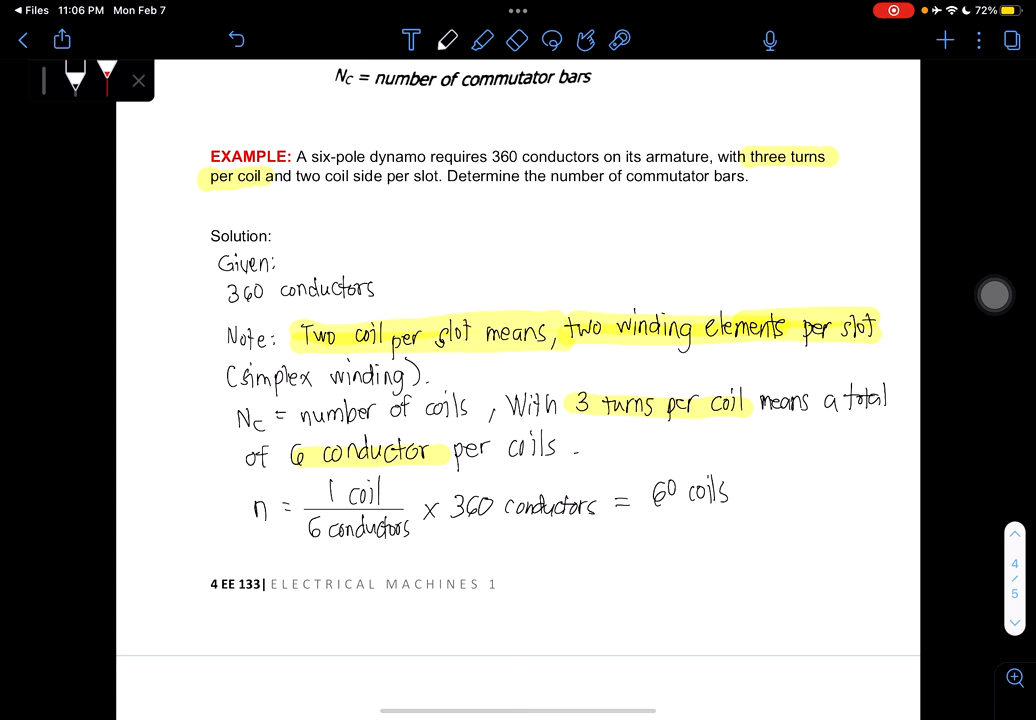 Files 11:06 PM Mon Feb 7
72%
Nc = number of commutator bars
EXAMPLE: A six-pole dynamo requires 360 conductors on its armature, with three turns
per coil and two coil side per slot. Determine the number of commutator bars.
Solution:
Given:
360 conductors
Note: Two coil per slot means, two winding elements per slot
(simplex winding).
Nc = number of coils , With 3 turns per coil means a total
of 6 conductor per coils.
n = 1 coil / 6 conductors x 360 conductors = 60 coils
4 EE 133| ELECTRICAL MACHINES 1
4
/
5